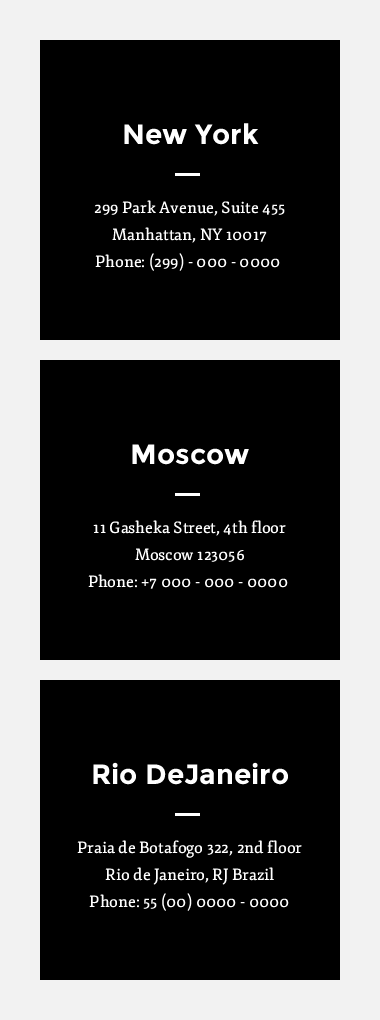 New York
299 Park Avenue, Suite 455
Manhattan, NY 10017
Phone: (299) - 000 - 0000
Moscow
11 Gasheka Street, 4th floor
Moscow 123056
Phone: +7 000 - 000 - 0000
Rio DeJaneiro
Praia de Botafogo 322, 2nd floor
Rio de Janeiro, RJ Brazil
Phone: 55 (00) 0000 - 0000